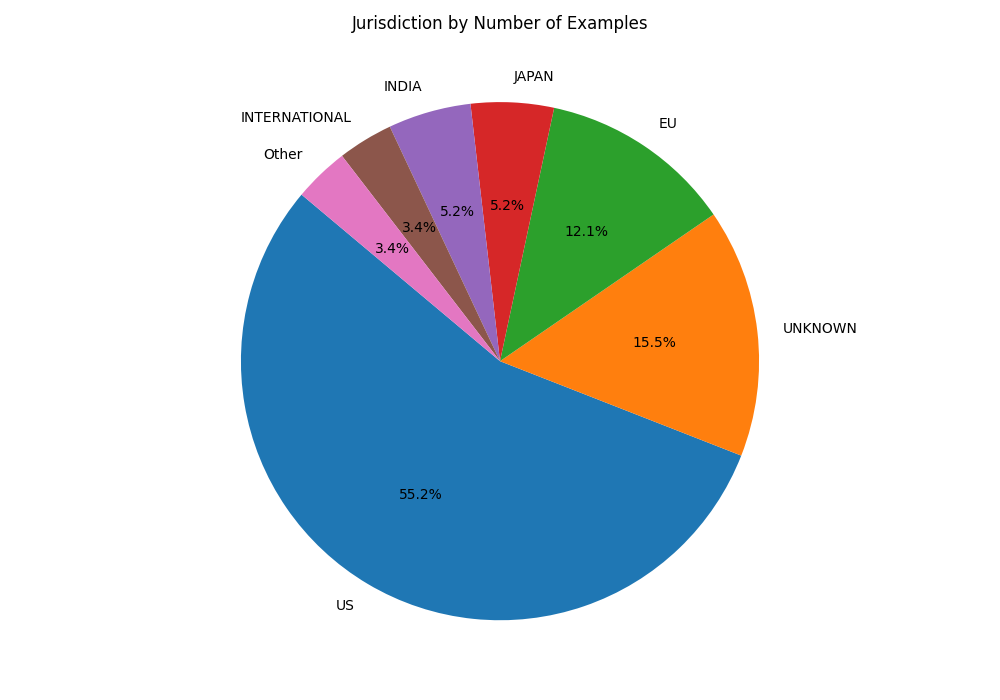 Jurisdiction by Number of Examples
JAPAN
INDIA
INTERNATIONAL
EU
Other
5.2%
5.2%
3.4%
12.1%
3.4%
UNKNOWN
15.5%
55.2%
US